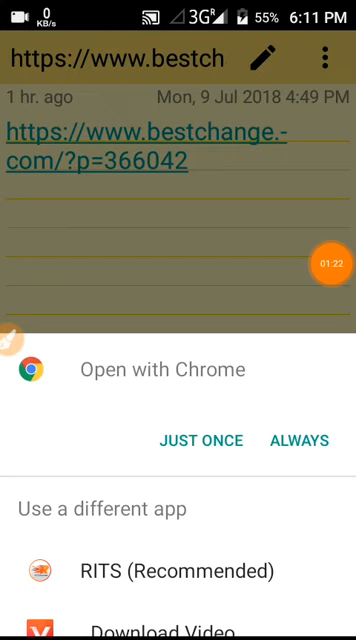 0
KB/s
3G R
55%
6:11 PM
https://www.bestch
1 hr. ago
Mon, 9 Jul 2018 4:49 PM
https://www.bestchange.-
com/?p=366042
01:22
Open with Chrome
JUST ONCE
ALWAYS
Use a different app
RITS (Recommended)
Download Video